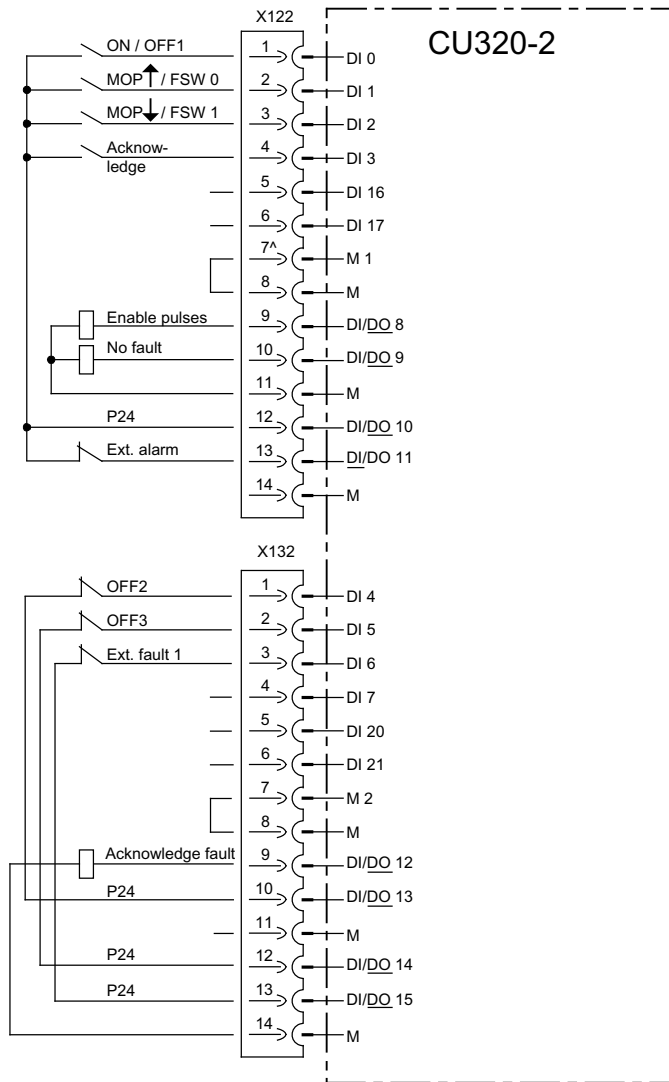 X122
CU320-2
ON / OFF1 1 DI 0
MOP / FSW 0 2 DI 1
MOP / FSW 1 3 DI 2
Acknow-
ledge 4 DI 3
5 DI 16
6 DI 17
7^ M 1
8 M
Enable pulses 9 DI/DO 8
No fault 10 DI/DO 9
11 M
P24 12 DI/DO 10
Ext. alarm 13 DI/DO 11
14 M
X132
OFF2 1 DI 4
OFF3 2 DI 5
Ext. fault 1 3 DI 6
4 DI 7
5 DI 20
6 DI 21
7 M 2
8 M
Acknowledge fault 9 DI/DO 12
P24 10 DI/DO 13
11 M
P24 12 DI/DO 14
P24 13 DI/DO 15
14 M